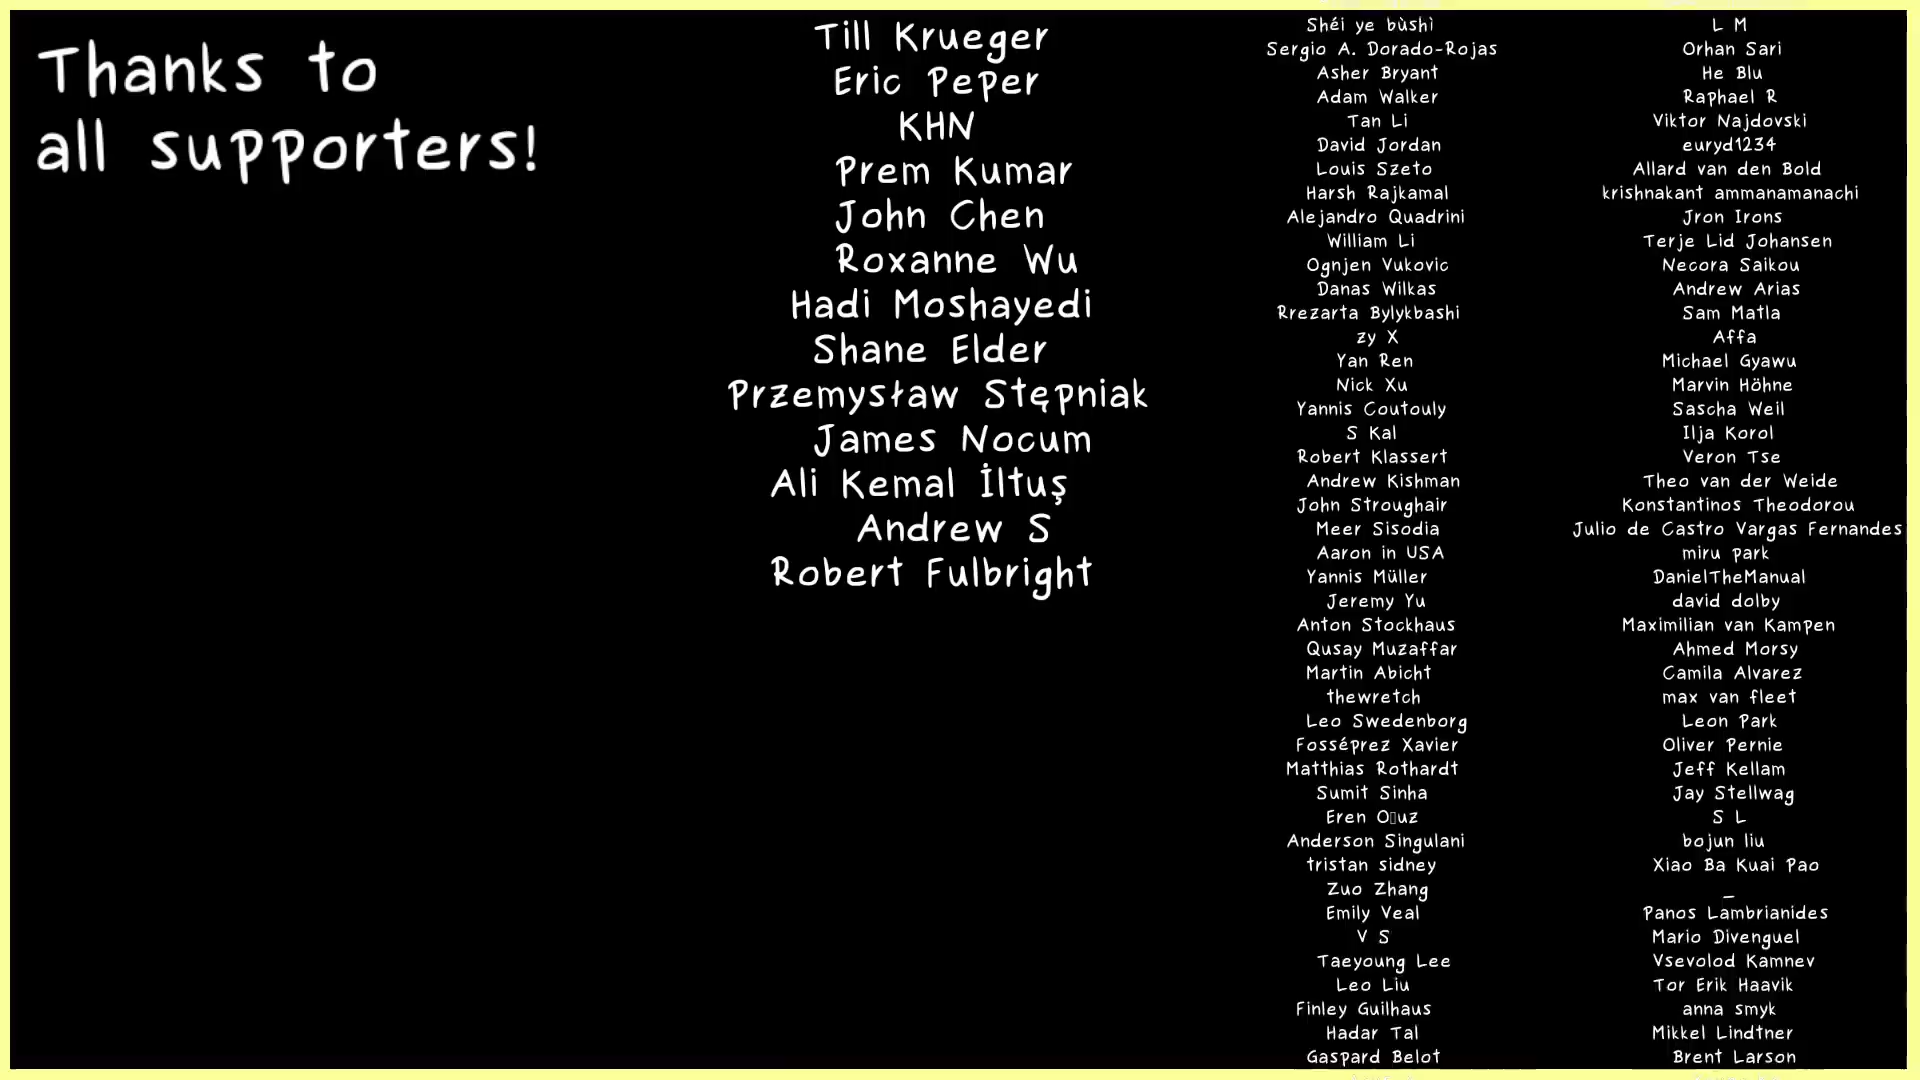 Thanks to
all supporters!
Till Krueger
Eric Peper
KHN
Prem Kumar
John Chen
Roxanne Wu
Hadi Moshayedi
Shane Elder
Przemysław Stępniak
James Nocum
Ali Kemal İltuş
Andrew S
Robert Fulbright
Shéi ye bùshì
Sergio A. Dorado-Rojas
Asher Bryant
Adam Walker
Tan Li
David Jordan
Louis Szeto
Harsh Rajkamal
Alejandro Quadrini
William Li
Ognjen Vukovic
Danas Wilkas
Rrezarta Bylykbashi
zy X
Yan Ren
Nick Xu
Yannis Coutouly
S Kal
Robert Klassert
Andrew Kishman
John Stroughair
Meer Sisodia
Aaron in USA
Yannis Müller
Jeremy Yu
Anton Stockhaus
Qusay Muzaffar
Martin Abicht
thewretch
Leo Swedenborg
Fosséprez Xavier
Matthias Rothardt
Sumit Sinha
Eren O▯uz
Anderson Singulani
tristan sidney
Zuo Zhang
Emily Veal
V S
Taeyoung Lee
Leo Liu
Finley Guilhaus
Hadar Tal
Gaspard Belot
L M
Orhan Sari
He Blu
Raphael R
Viktor Najdovski
euryd1234
Allard van den Bold
krishnakant ammanamanachi
Jron Irons
Terje Lid Johansen
Necora Saikou
Andrew Arias
Sam Matla
Affa
Michael Gyawu
Marvin Höhne
Sascha Weil
Ilja Korol
Veron Tse
Theo van der Weide
Konstantinos Theodorou
Julio de Castro Vargas Fernandes
miru park
DanielTheManual
david dolby
Maximilian van Kampen
Ahmed Morsy
Camila Alvarez
max van fleet
Leon Park
Oliver Pernie
Jeff Kellam
Jay Stellwag
S L
bojun liu
Xiao Ba Kuai Pao
_
Panos Lambrianides
Mario Divenguel
Vsevolod Kamnev
Tor Erik Haavik
anna smyk
Mikkel Lindtner
Brent Larson